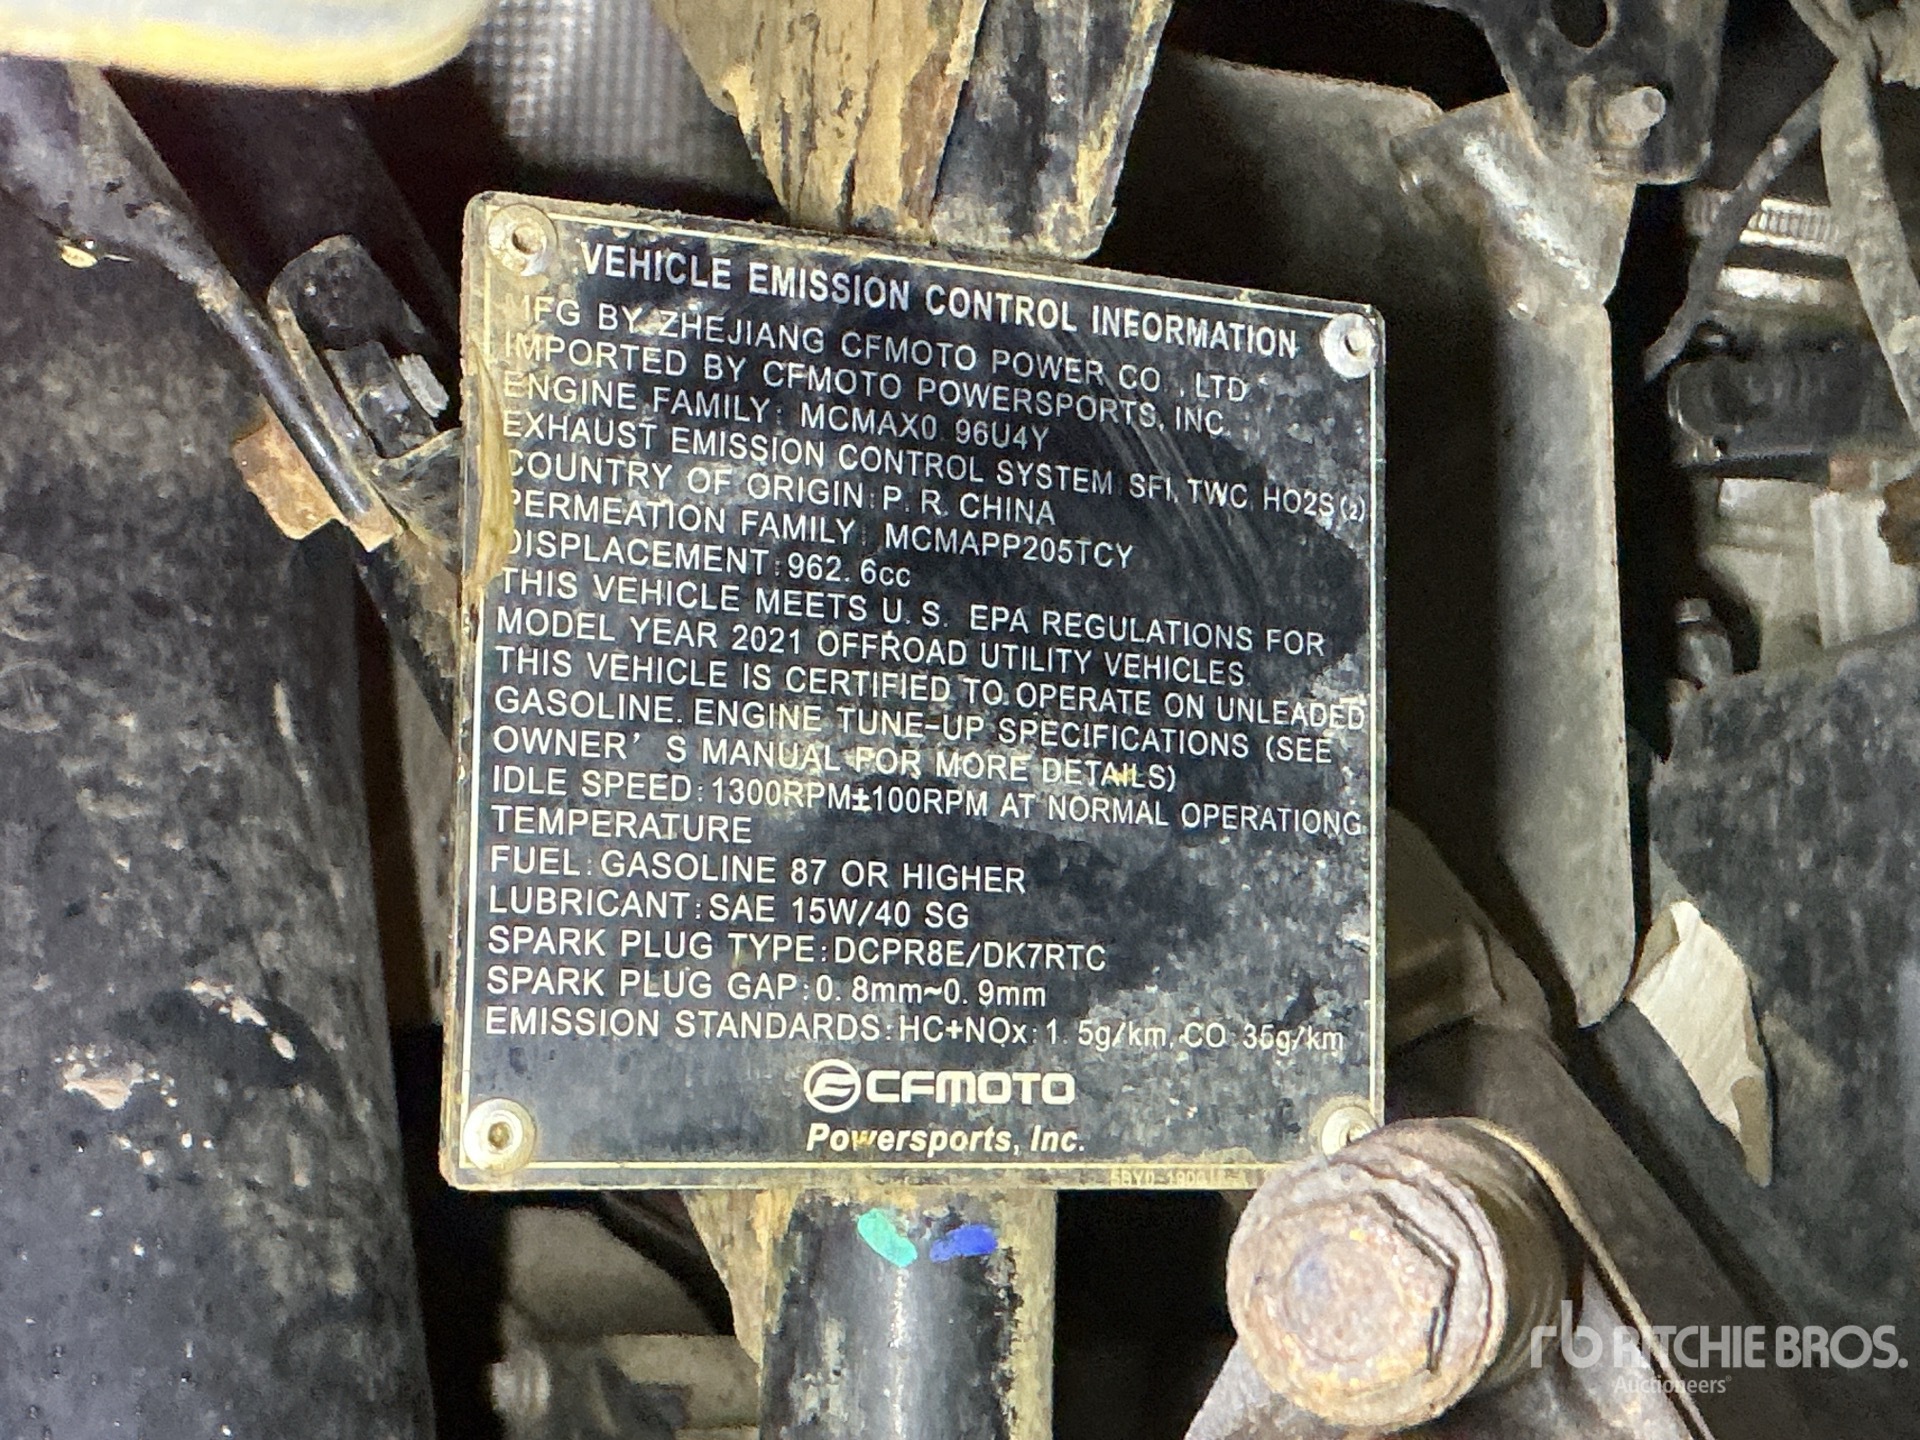 VEHICLE EMISSION CONTROL INFORMATION
MFG BY ZHEJIANG CFMOTO POWER CO., LTD
IMPORTED BY CFMOTO POWERSPORTS, INC.
ENGINE FAMILY: MCMAX0.96U4Y
EXHAUST EMISSION CONTROL SYSTEM SFI, TWC, HO2S(2)
COUNTRY OF ORIGIN: P. R. CHINA
PERMEATION FAMILY: MCMAPP205TCY
DISPLACEMENT: 962. 6cc
THIS VEHICLE MEETS U. S. EPA REGULATIONS FOR
MODEL YEAR 2021 OFFROAD UTILITY VEHICLES.
THIS VEHICLE IS CERTIFIED TO OPERATE ON UNLEADED
GASOLINE. ENGINE TUNE-UP SPECIFICATIONS (SEE
OWNER' S MANUAL FOR MORE DETAILS)
IDLE SPEED: 1300RPM±100RPM AT NORMAL OPERATIONG
TEMPERATURE
FUEL: GASOLINE 87 OR HIGHER
LUBRICANT: SAE 15W/40 SG
SPARK PLUG TYPE: DCPR8E/DK7RTC
SPARK PLUG GAP: 0. 8mm~0. 9mm
EMISSION STANDARDS: HC+NOx: 1. 5g/km, CO: 35g/km
CFMOTO
Powersports, Inc.
rb RITCHIE BROS.
Auctioneers®